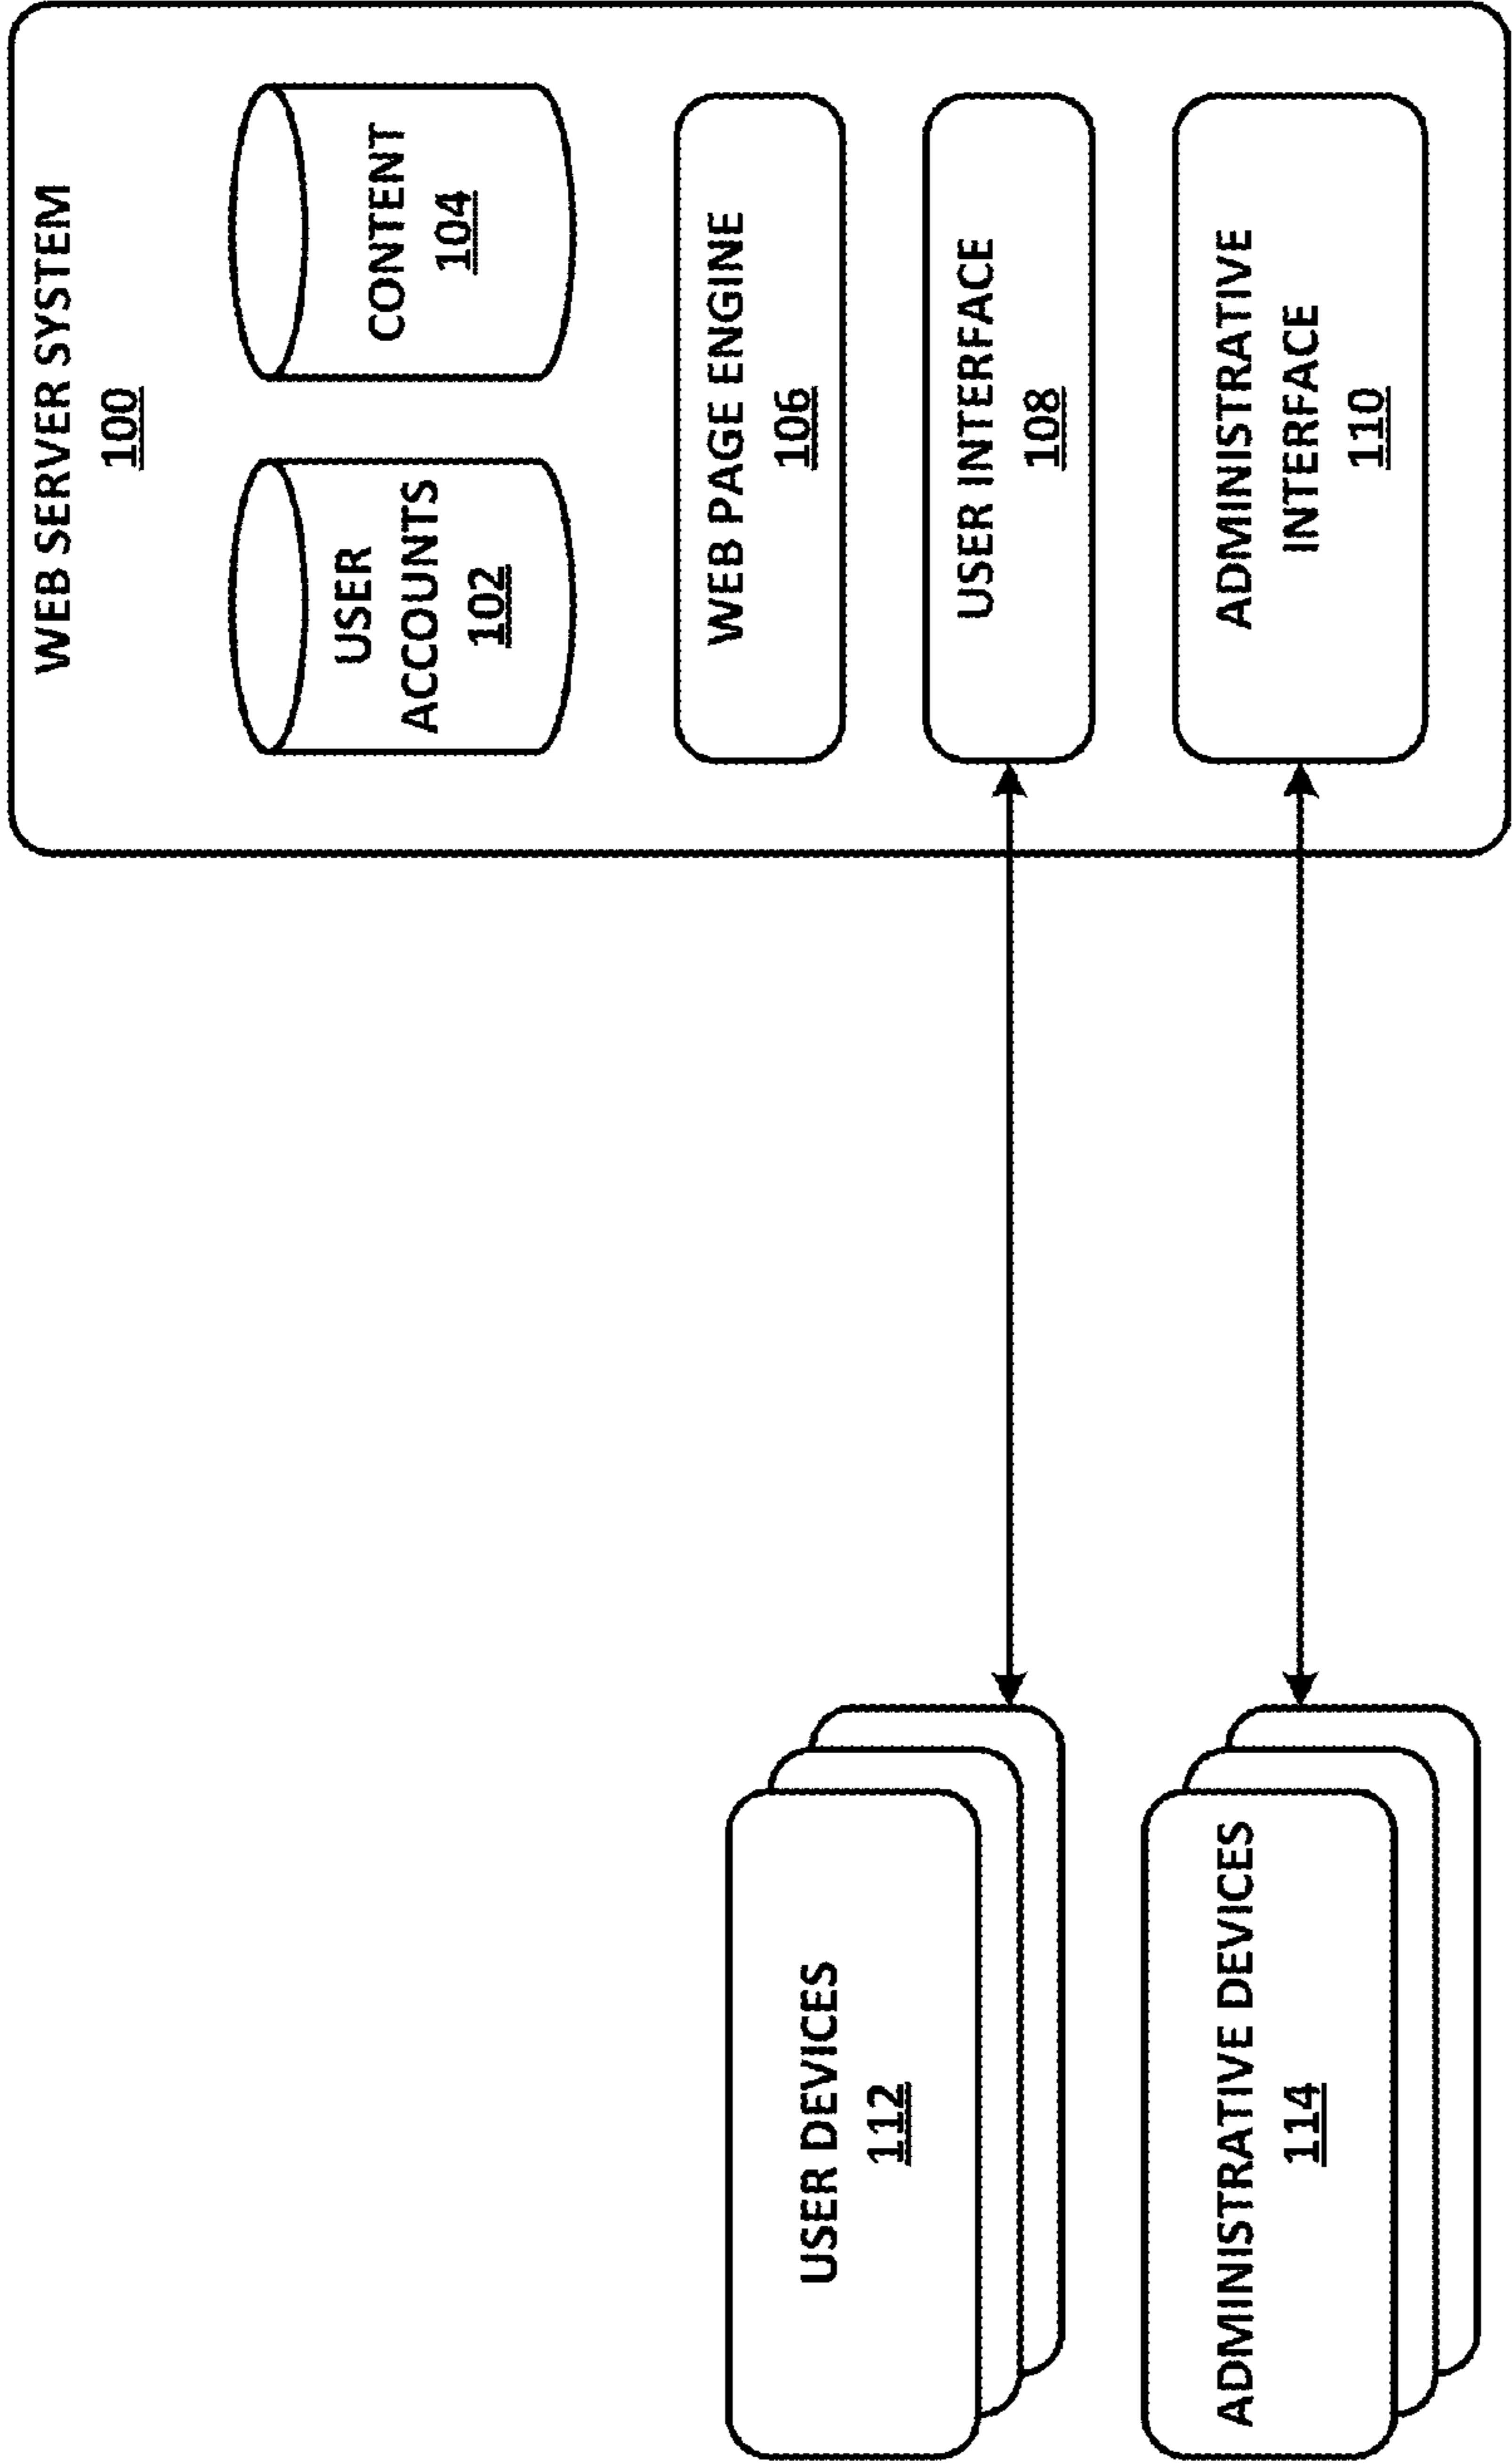 WEB SERVER SYSTEM
100
USER
ACCOUNTS
102
CONTENT
104
WEB PAGE ENGINE
106
USER INTERFACE
108
ADMINISTRATIVE
INTERFACE
110
USER DEVICES
112
ADMINISTRATIVE DEVICES
114